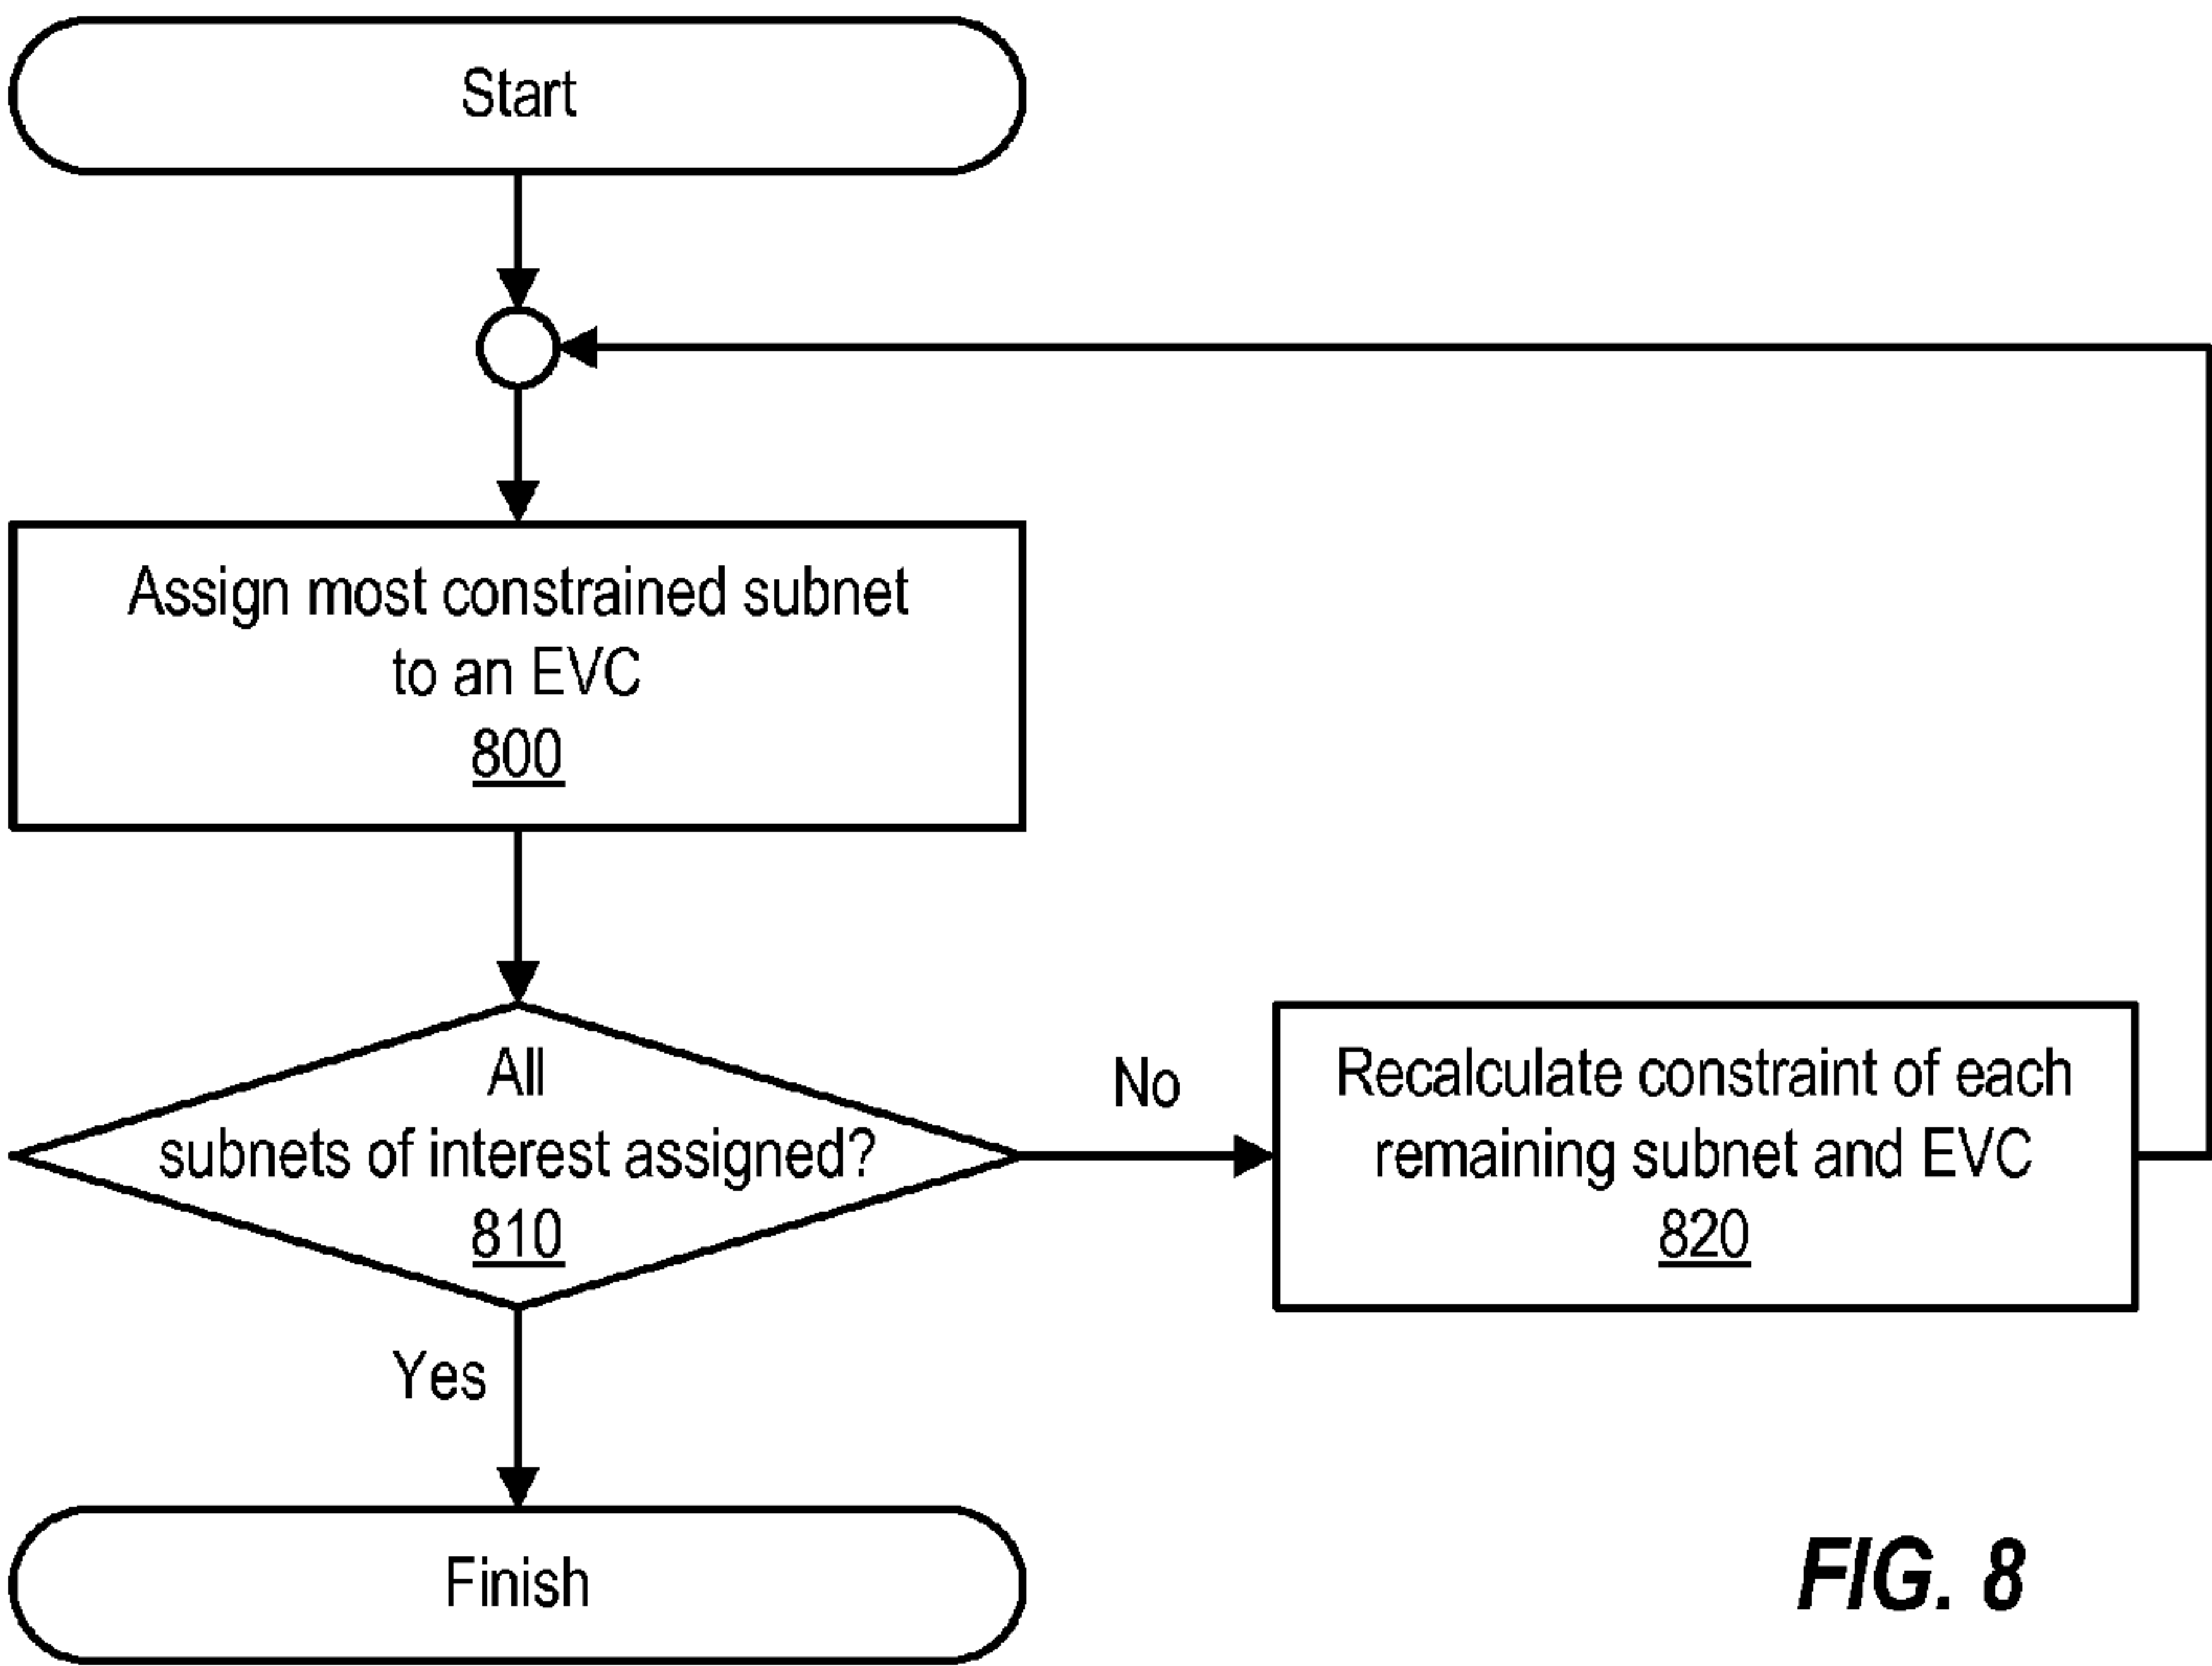 Start
Assign most constrained subnet
to an EVC
800
All
subnets of interest assigned?
810
No
Recalculate constraint of each
remaining subnet and EVC
820
Yes
Finish
FIG. 8